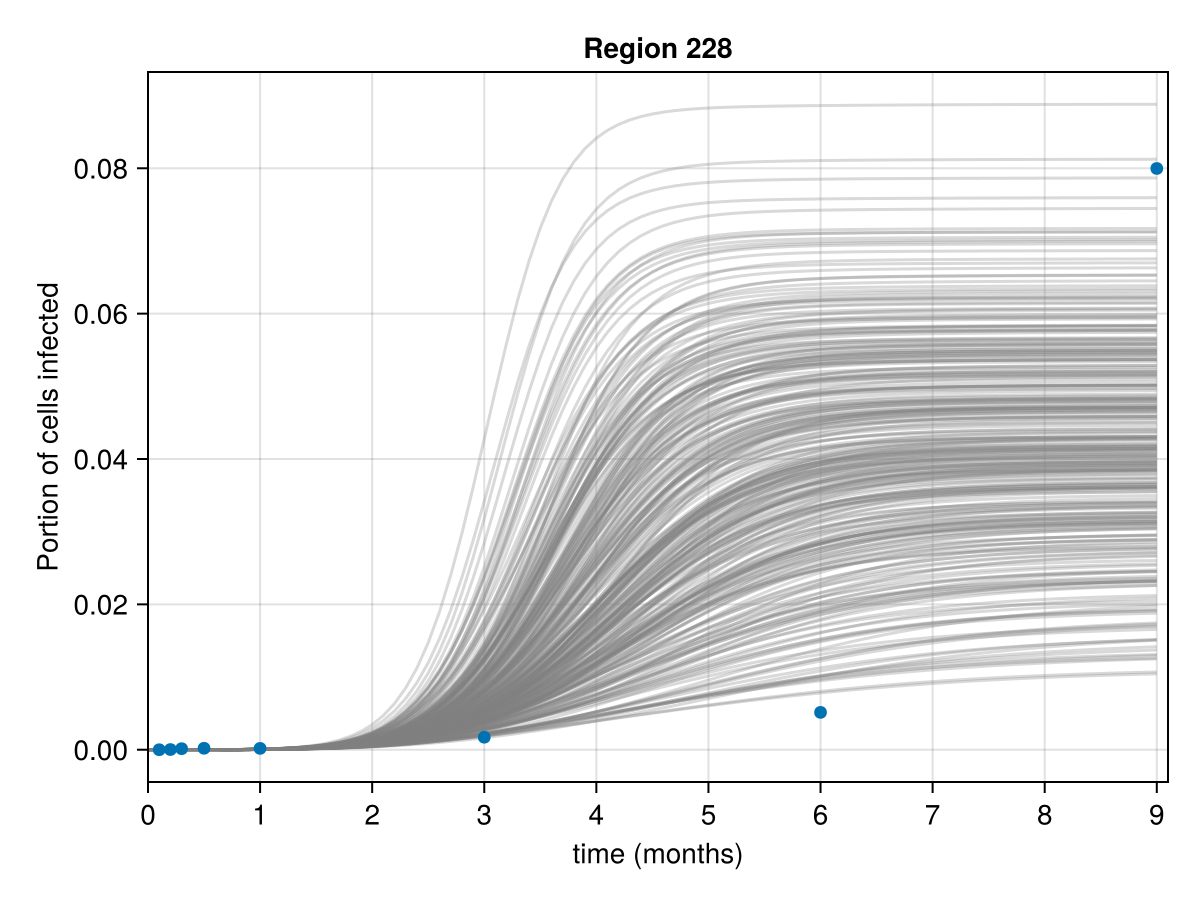 Region 228
Portion of cells infected
0.08
0.06
0.04
0.02
0.00
0 1 2 3 4 5 6 7 8 9
time (months)